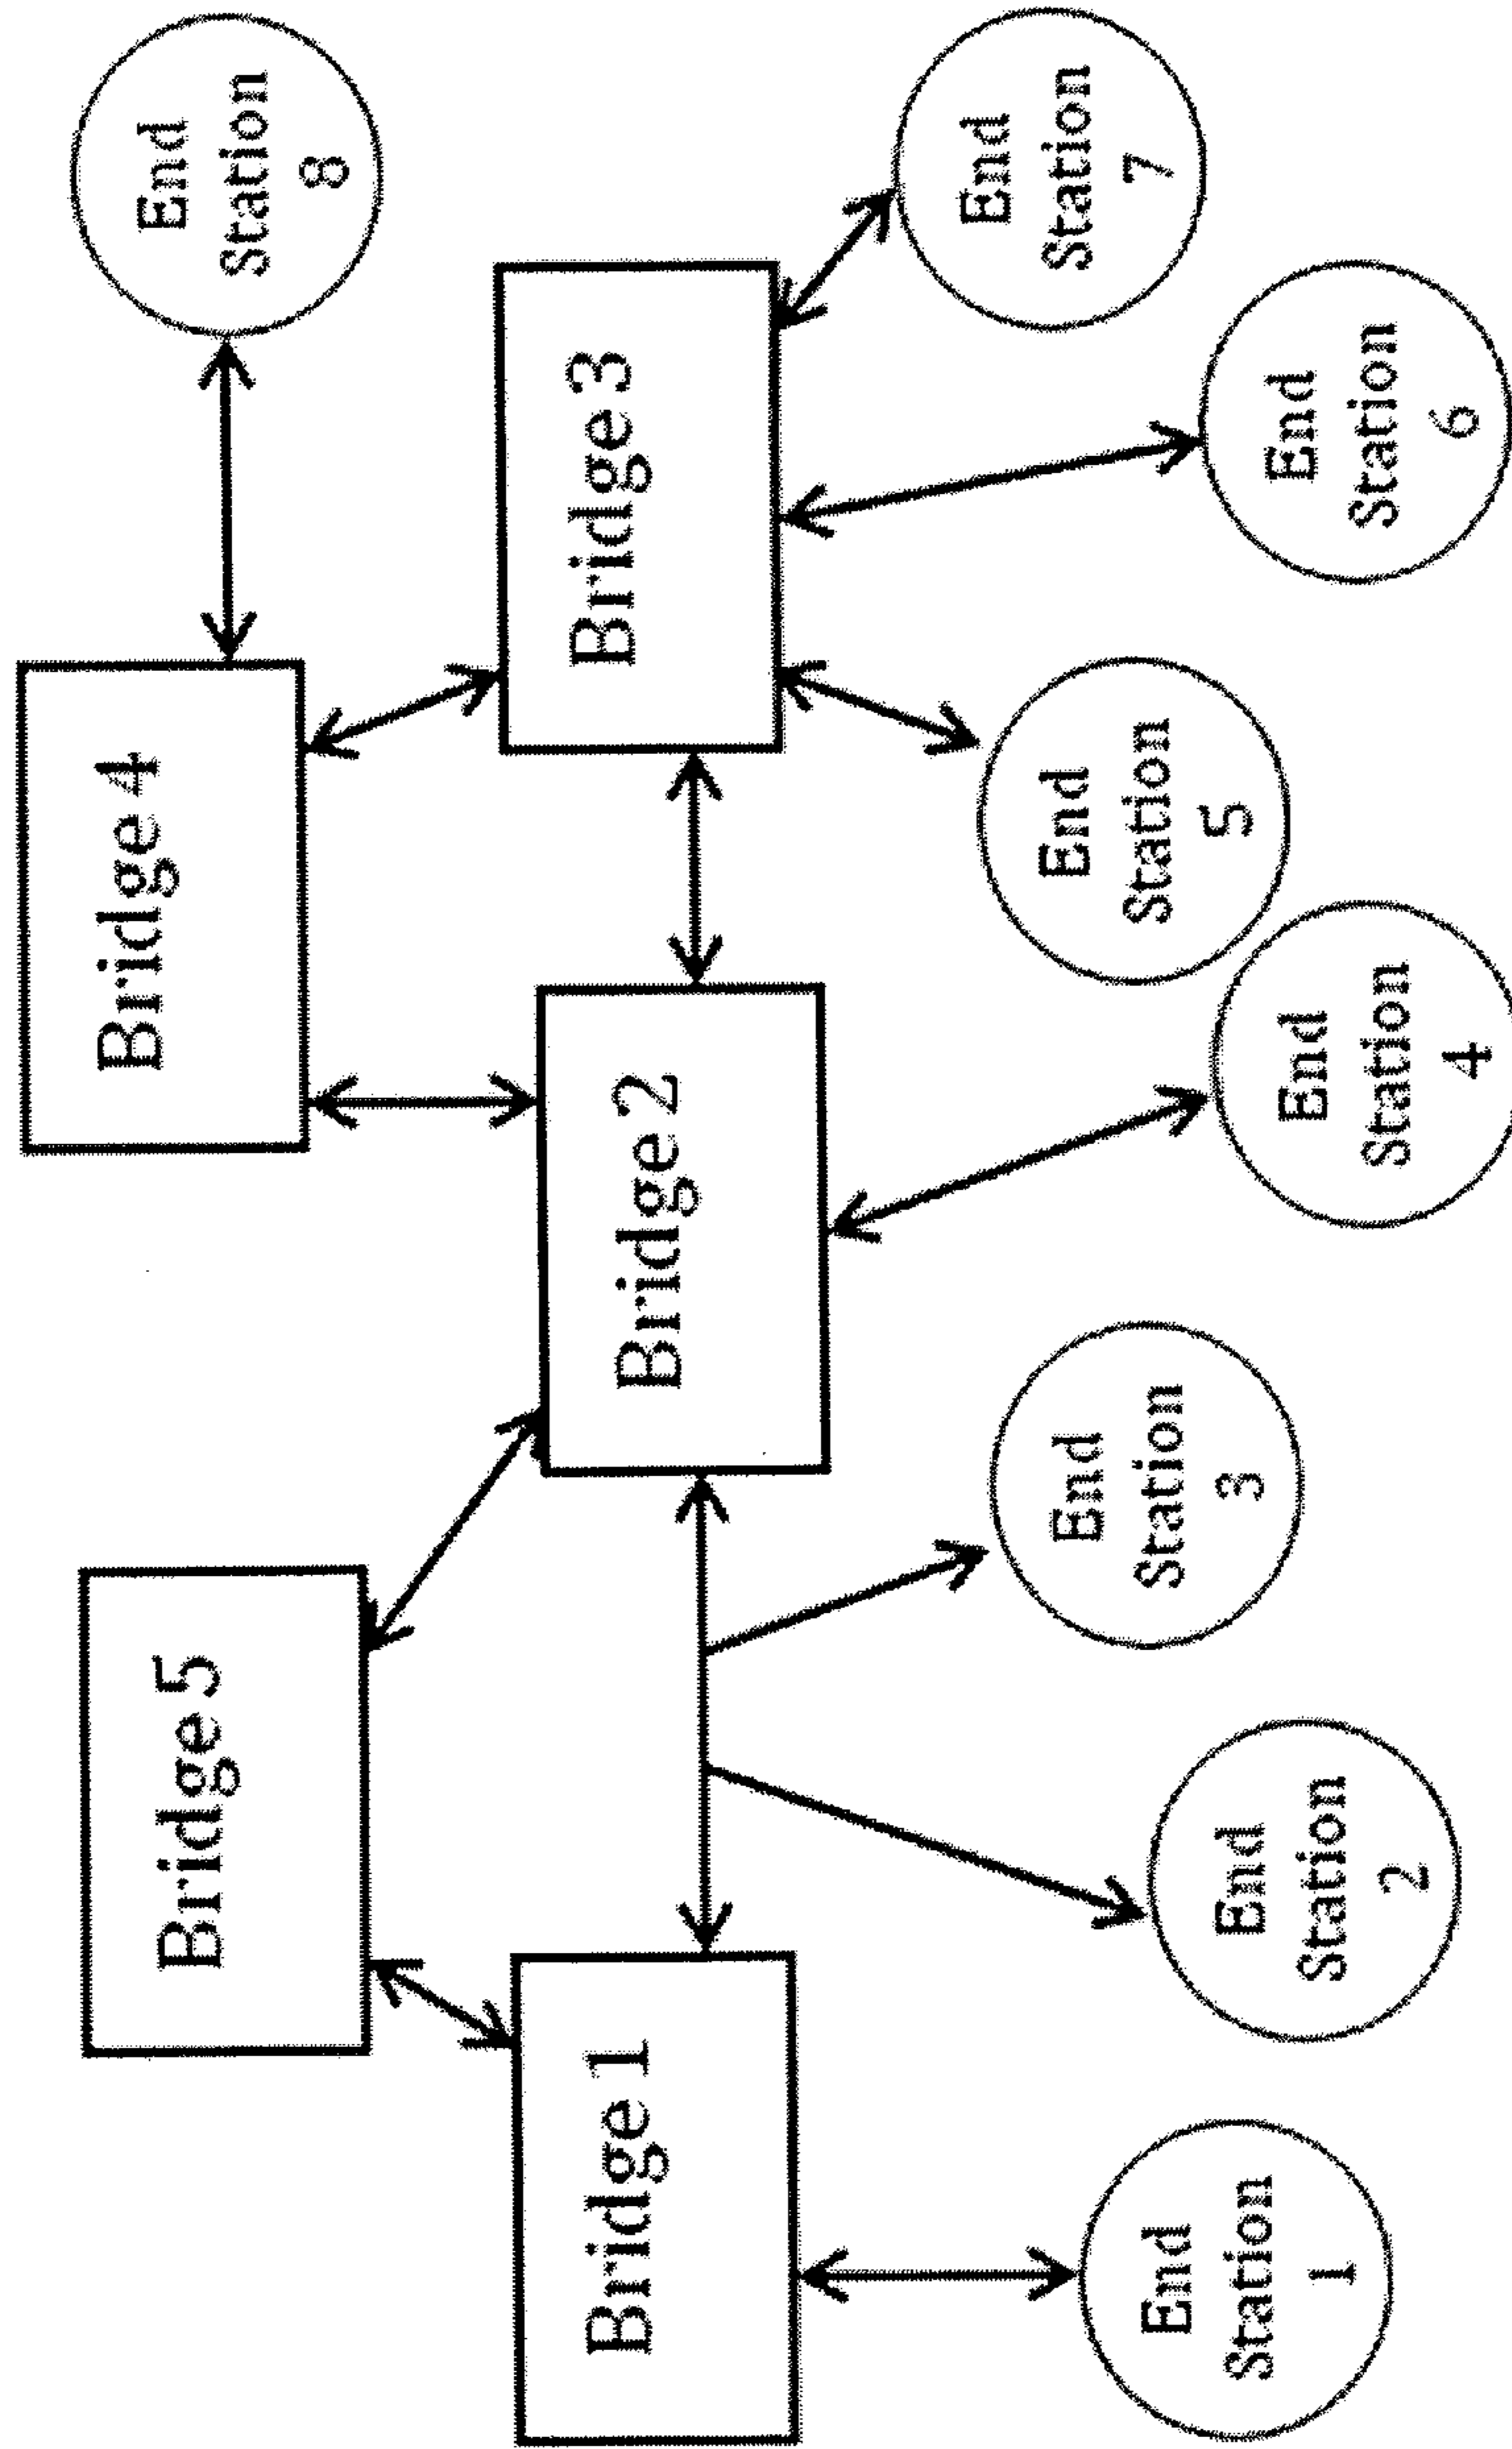 Bridge 5
Bridge 4
End
Station
8
Bridge 1
Bridge 2
Bridge 3
End
Station
1
End
Station
2
End
Station
3
End
Station
4
End
Station
5
End
Station
6
End
Station
7